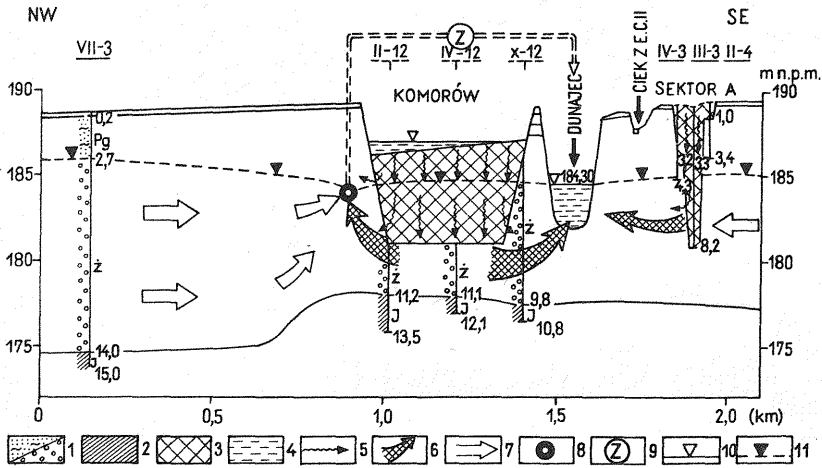 NW
SE
VII-3
II-12
IV-12
X-12
Z
DUNAJEC
CIEK Z E.C.II
IV-3
III-3
II-4
KOMORÓW
SEKTOR A
m n.p.m.
190
185
180
175
190
185
180
175
0,2
Pg
2,7
ż
14,0
J
15,0
ż
11,2
J
13,5
ż
11,1
J
12,1
ż
9,8
J
10,8
184,30
1,0
3,2
3,3
3,4
4,3
8,2
0
0,5
1,0
1,5
2,0
(km)
1
2
3
4
5
6
7
8
Z
9
10
11